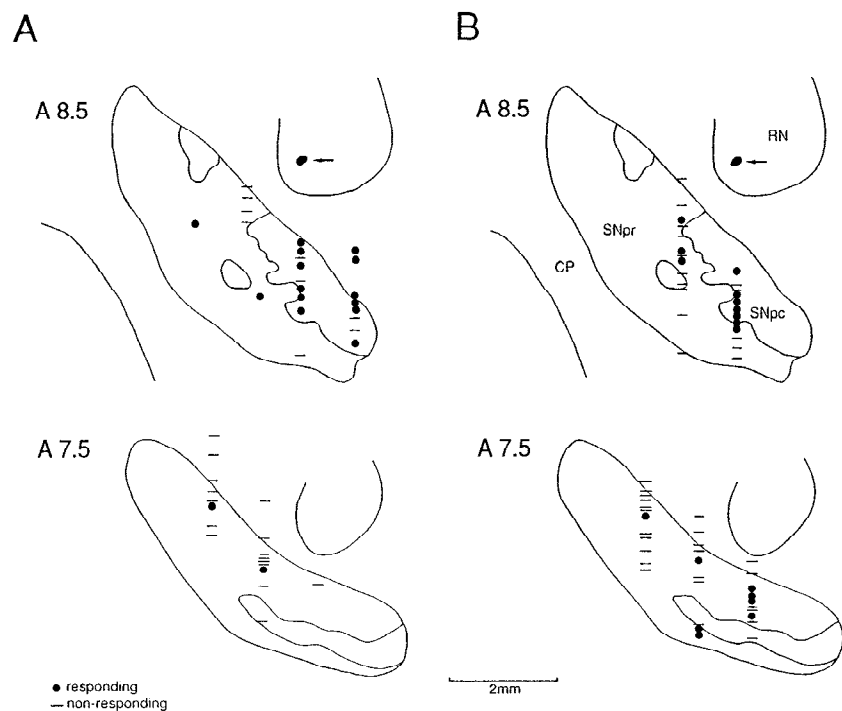 A
B
A 8.5
A 8.5
RN
SNpr
CP
SNpc
A 7.5
A 7.5
responding
non-responding
2mm